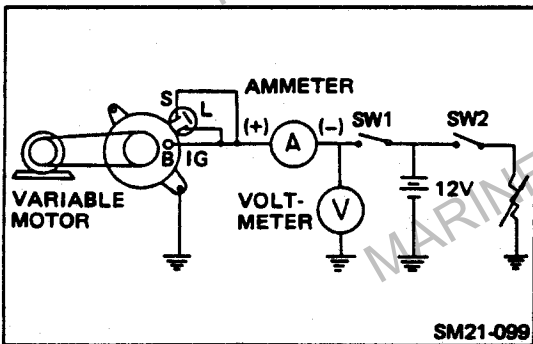 S
L
AMMETER
(+)
A
(−)
SW1
SW2
B
IG
VARIABLE
MOTOR
VOLT-
METER
V
12V
MARINE
SM21-099